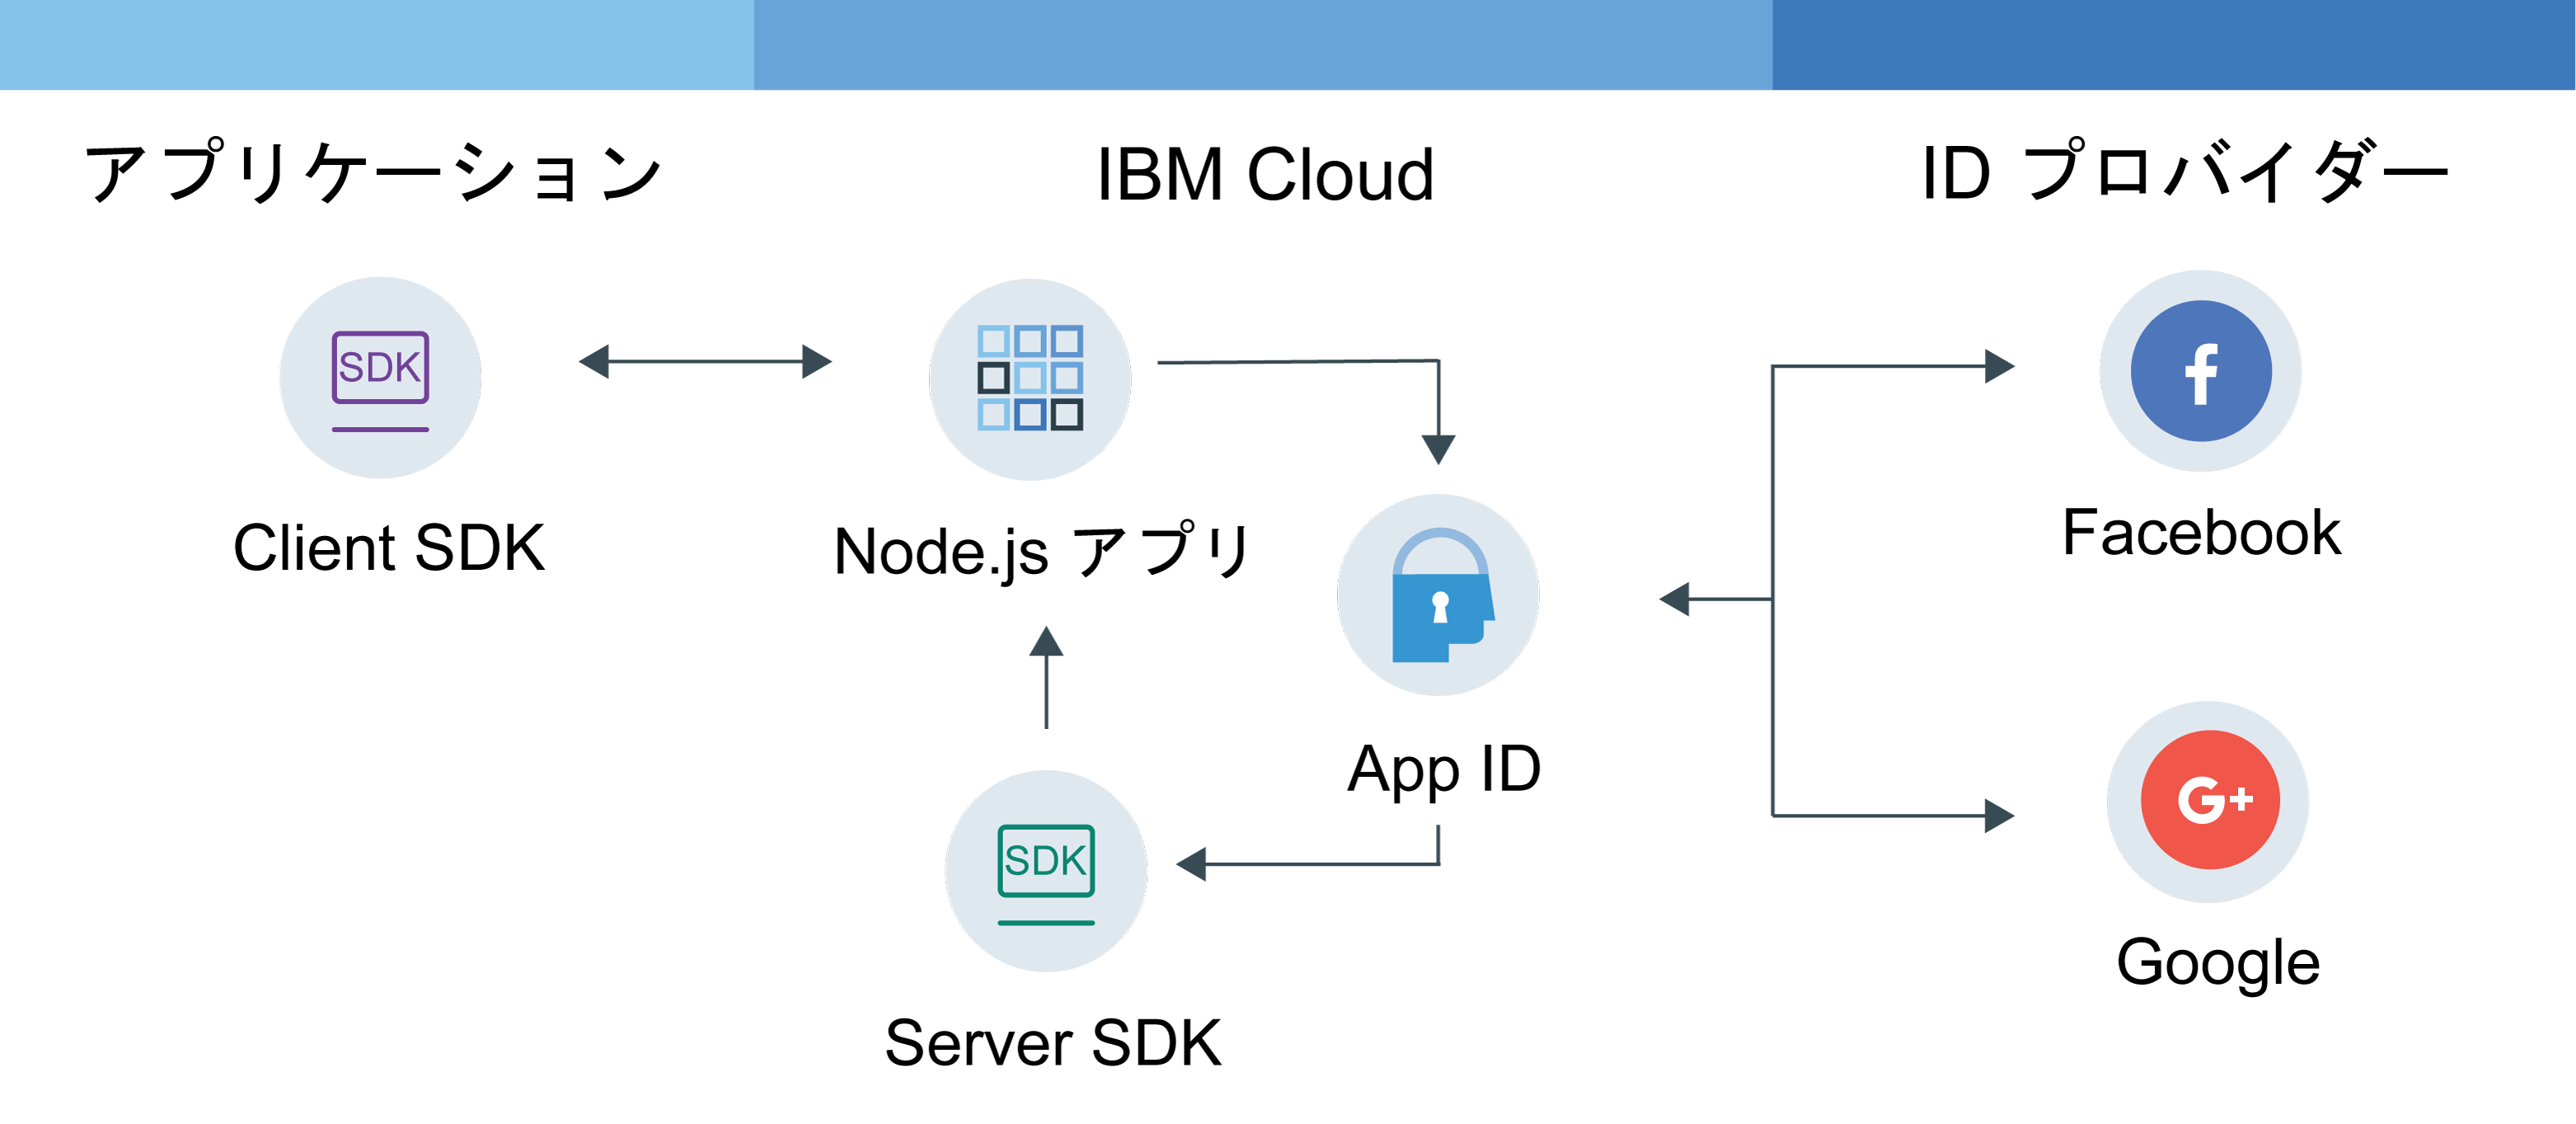 アプリケーション
IBM Cloud
ID プロバイダー
SDK
Client SDK
Node.js アプリ
App ID
SDK
Server SDK
f
Facebook
G+
Google